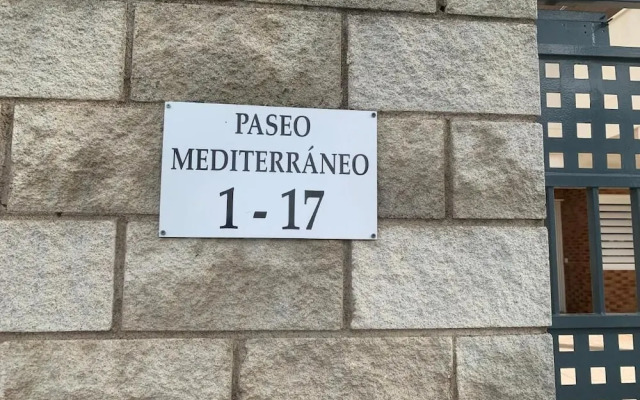 PASEO
MEDITERRÁNEO
1 - 17